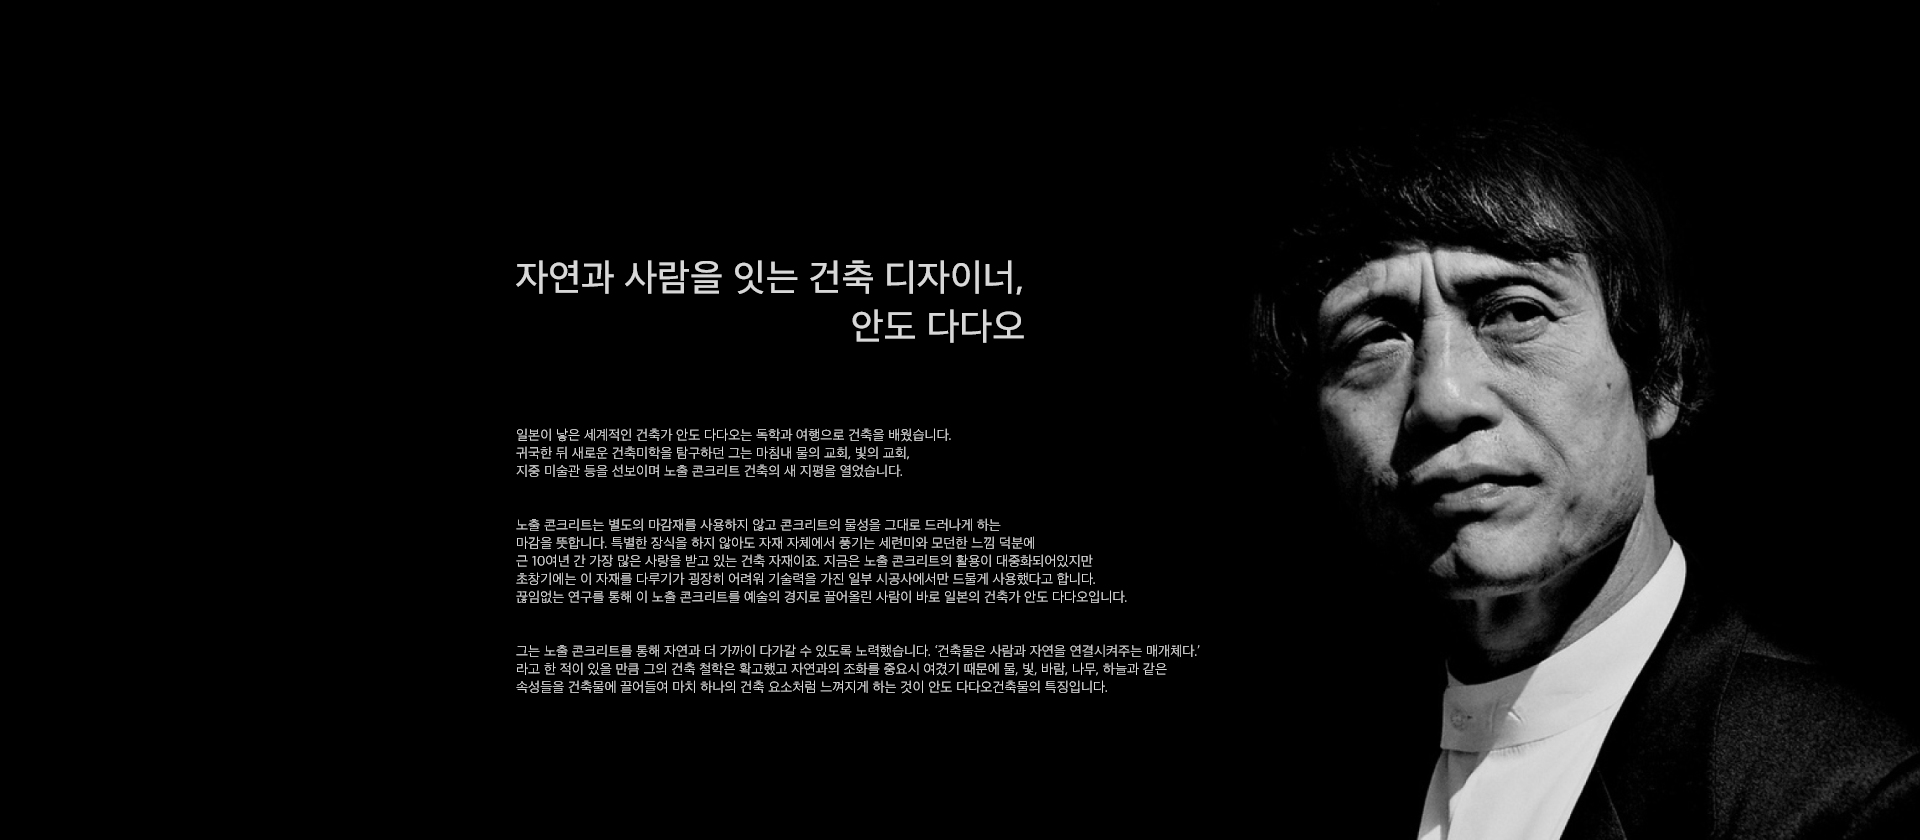 자연과 사람을 잇는 건축 디자이너,
안도 다다오
일본이 낳은 세계적인 건축가 안도 다다오는 독학과 여행으로 건축을 배웠습니다.
귀국한 뒤 새로운 건축미학을 탐구하던 그는 마침내 물의 교회, 빛의 교회,
지중 미술관 등을 선보이며 노출 콘크리트 건축의 새 지평을 열었습니다.
노출 콘크리트는 별도의 마감재를 사용하지 않고 콘크리트의 물성을 그대로 드러나게 하는
마감을 뜻합니다. 특별한 장식을 하지 않아도 자재 자체에서 풍기는 세련미와 모던한 느낌 덕분에
근 10여년 간 가장 많은 사랑을 받고 있는 건축 자재이죠. 지금은 노출 콘크리트의 활용이 대중화되어있지만
초창기에는 이 자재를 다루기가 굉장히 어려워 기술력을 가진 일부 시공사에서만 드물게 사용했다고 합니다.
끊임없는 연구를 통해 이 노출 콘크리트를 예술의 경지로 끌어올린 사람이 바로 일본의 건축가 안도 다다오입니다.
그는 노출 콘크리트를 통해 자연과 더 가까이 다가갈 수 있도록 노력했습니다. ‘건축물은 사람과 자연을 연결시켜주는 매개체다.’
라고 한 적이 있을 만큼 그의 건축 철학은 확고했고 자연과의 조화를 중요시 여겼기 때문에 물, 빛, 바람, 나무, 하늘과 같은
속성들을 건축물에 끌어들여 마치 하나의 건축 요소처럼 느껴지게 하는 것이 안도 다다오건축물의 특징입니다.